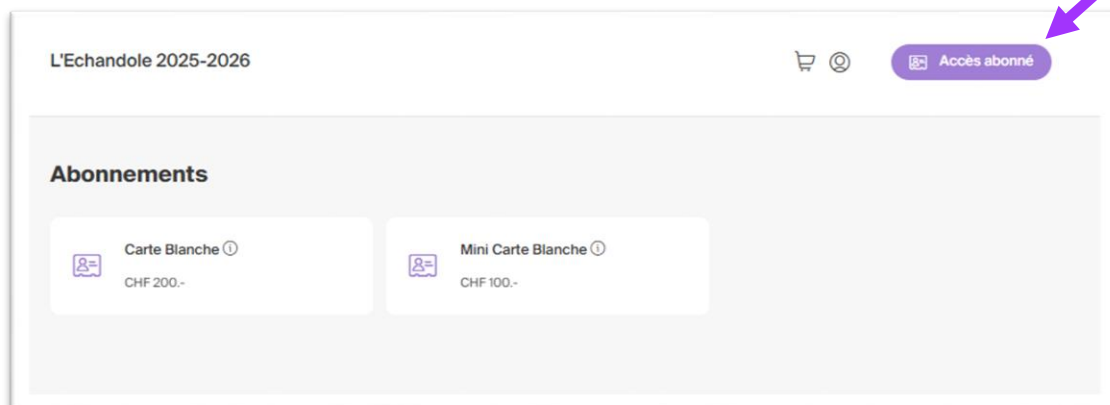 L'Echandole 2025-2026
Accès abonné
Abonnements
Carte Blanche
CHF 200.-
Mini Carte Blanche
CHF 100.-